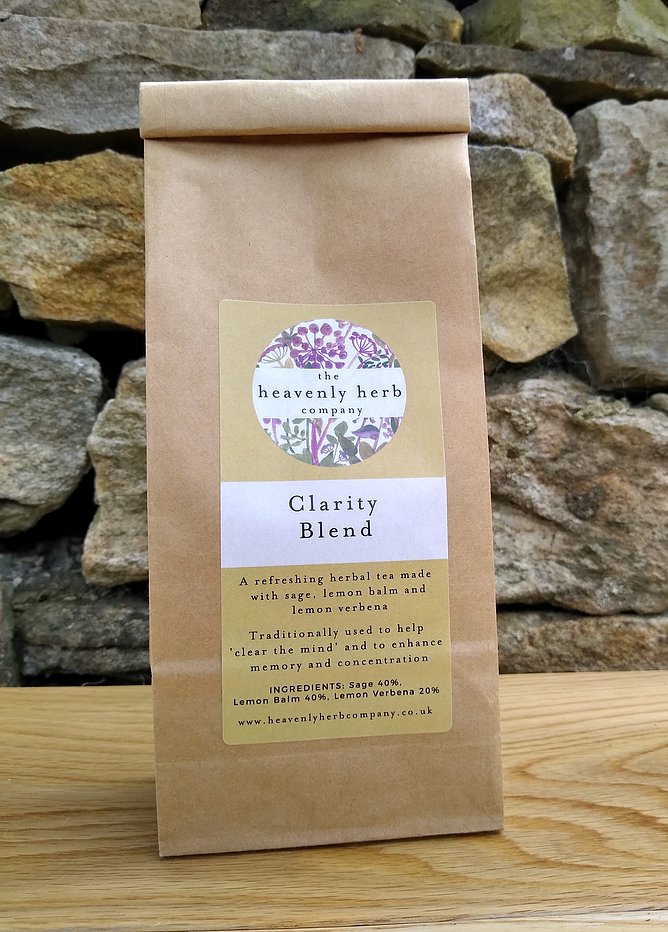 the
heavenly herb
company
Clarity
Blend
A refreshing herbal tea made
with sage, lemon balm and
lemon verbena
Traditionally used to help
'clear the mind' and to enhance
memory and concentration
INGREDIENTS: Sage 40%,
Lemon Balm 40%, Lemon Verbena 20%
www.heavenlyherbcompany.co.uk